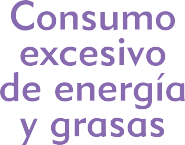 Consumo
excesivo
de energía
y grasas